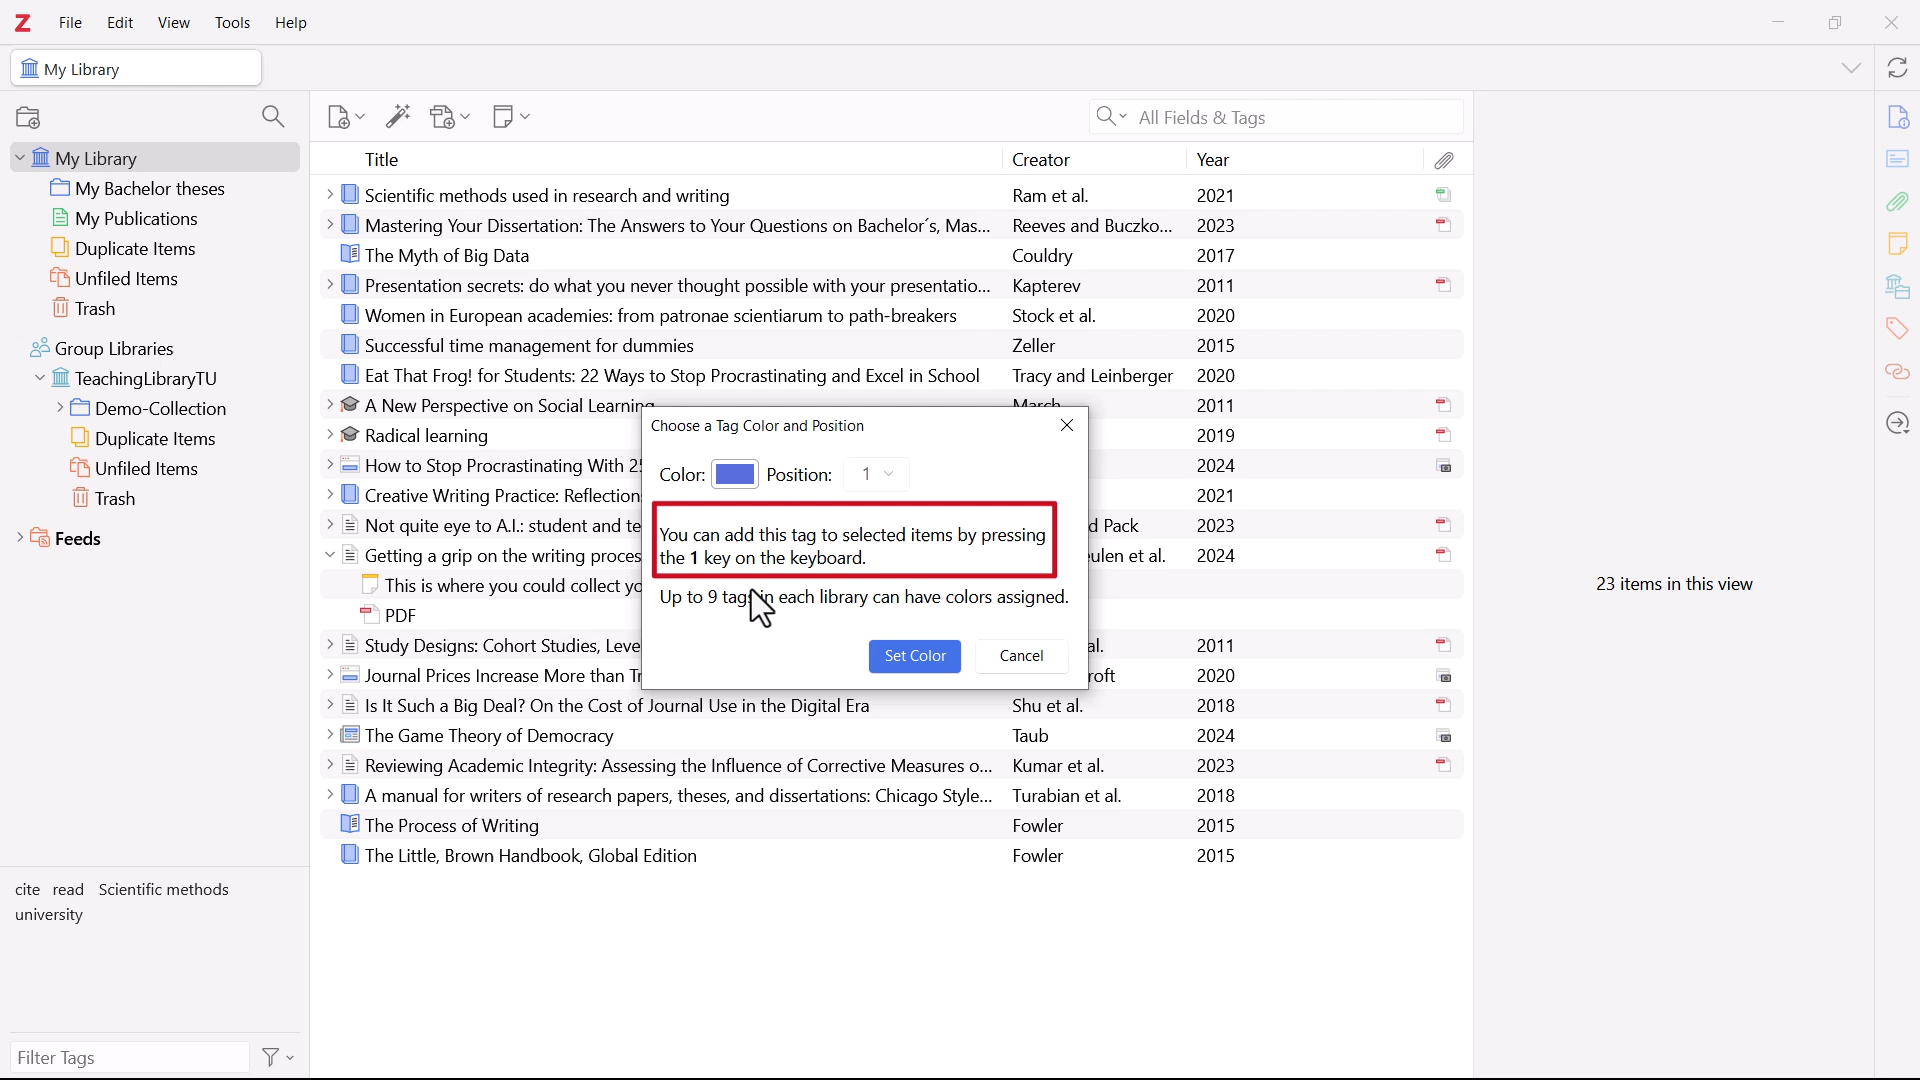 Z File Edit View Tools Help
My Library
All Fields & Tags
My Library
My Bachelor theses
My Publications
Duplicate Items
Unfiled Items
Trash
Group Libraries
TeachingLibraryTU
Demo-Collection
Duplicate Items
Unfiled Items
Trash
Feeds
cite read Scientific methods
university
Filter Tags
Title Creator Year
Scientific methods used in research and writing Ram et al. 2021
Mastering Your Dissertation: The Answers to Your Questions on Bachelor´s, Mas... Reeves and Buczko... 2023
The Myth of Big Data Couldry 2017
Presentation secrets: do what you never thought possible with your presentatio... Kapterev 2011
Women in European academies: from patronae scientiarum to path-breakers Stock et al. 2020
Successful time management for dummies Zeller 2015
Eat That Frog! for Students: 22 Ways to Stop Procrastinating and Excel in School Tracy and Leinberger 2020
A New Perspective on Social Learning March 2011
Radical learning 2019
How to Stop Procrastinating With 25 2024
Creative Writing Practice: Reflection 2021
Not quite eye to A.I.: student and te d Pack 2023
Getting a grip on the writing proces eulen et al. 2024
This is where you could collect yo
PDF
Study Designs: Cohort Studies, Leve al. 2011
Journal Prices Increase More than Tr roft 2020
Is It Such a Big Deal? On the Cost of Journal Use in the Digital Era Shu et al. 2018
The Game Theory of Democracy Taub 2024
Reviewing Academic Integrity: Assessing the Influence of Corrective Measures o... Kumar et al. 2023
A manual for writers of research papers, theses, and dissertations: Chicago Style... Turabian et al. 2018
The Process of Writing Fowler 2015
The Little, Brown Handbook, Global Edition Fowler 2015
Choose a Tag Color and Position
Color: Position: 1
You can add this tag to selected items by pressing
the 1 key on the keyboard.
Up to 9 tags in each library can have colors assigned.
Set Color Cancel
23 items in this view